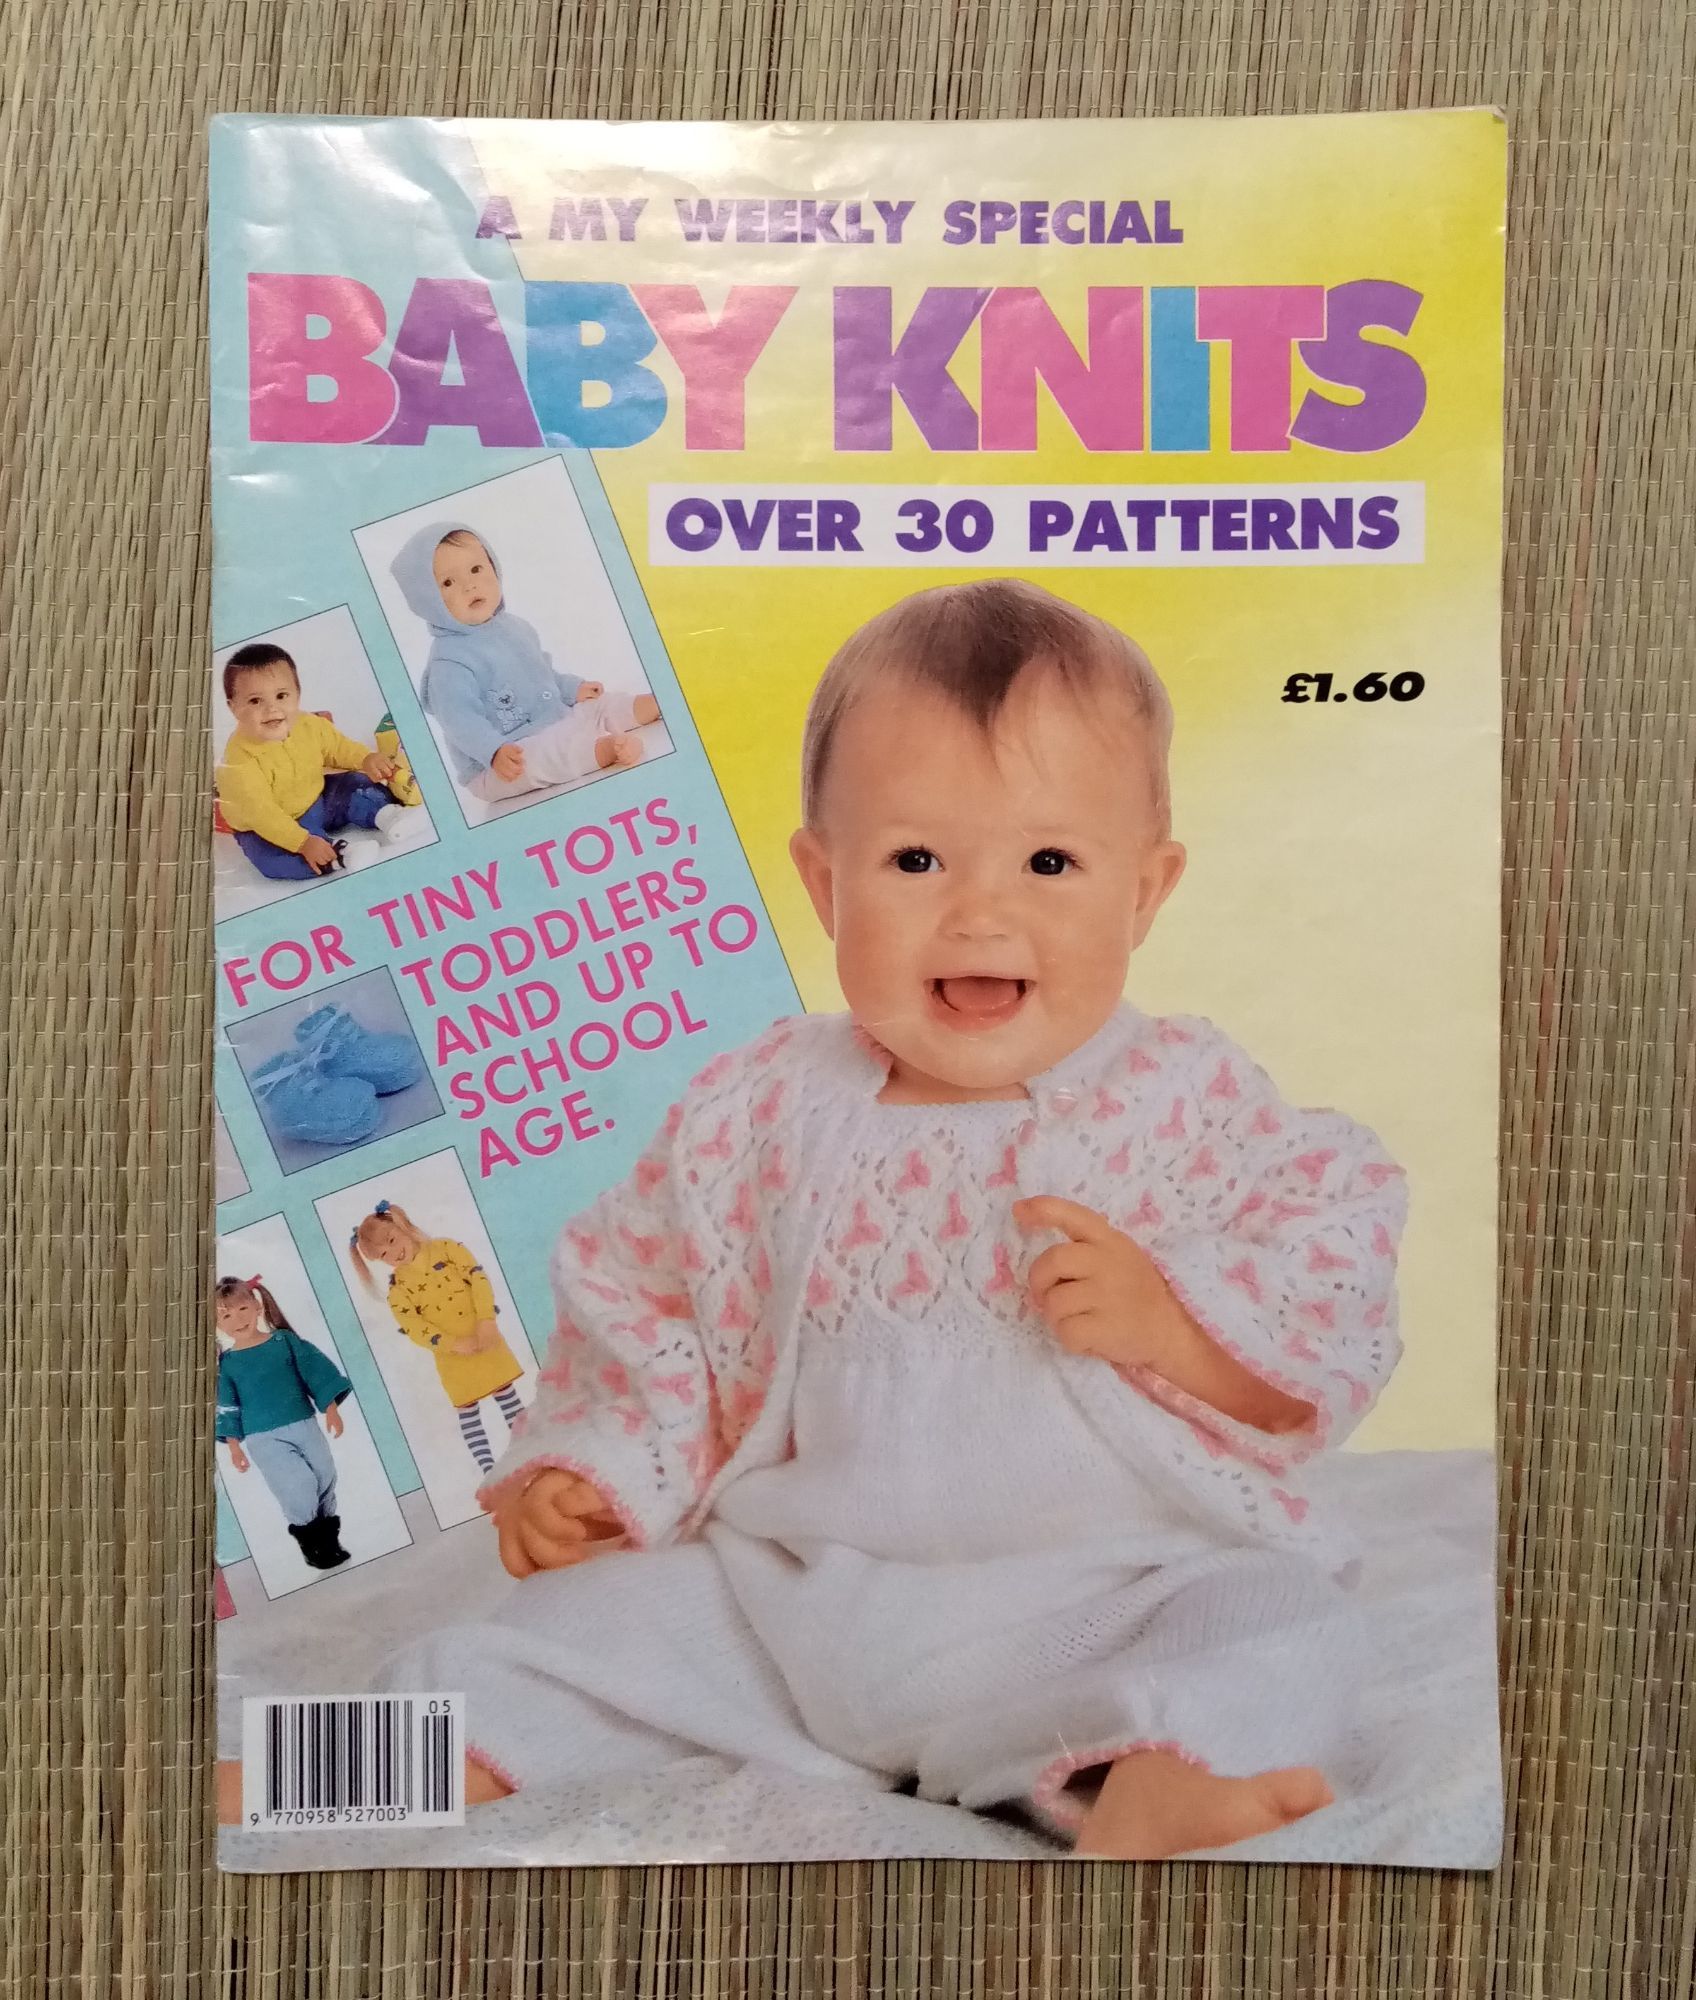 A MY WEEKLY SPECIAL
BABY KNITS
OVER 30 PATTERNS
£1.60
FOR TINY TOTS,
TODDLERS
AND UP TO
SCHOOL
AGE.
05
9 770958 527003